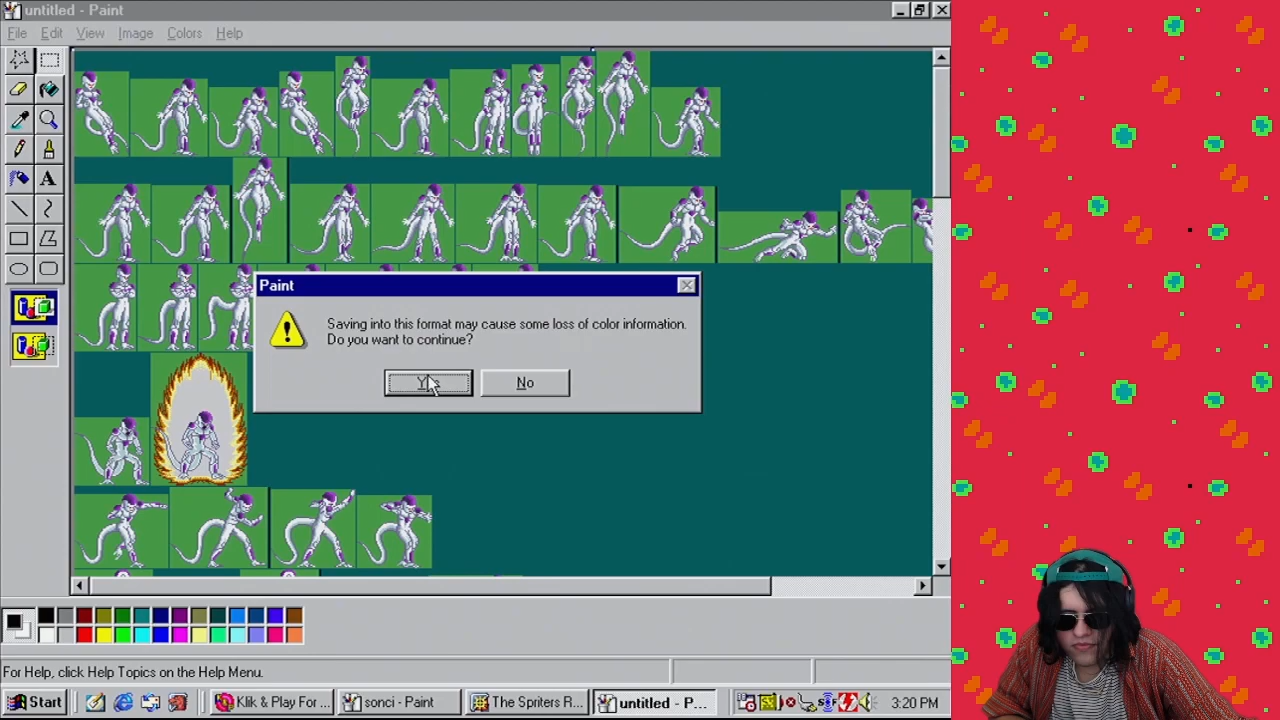 untitled - Paint
File Edit View Image Colors Help
A
Paint
Saving into this format may cause some loss of color information.
Do you want to continue?
Yes No
For Help, click Help Topics on the Help Menu.
Start Klik & Play For ... sonci - Paint The Spriters R... untitled - P... 3:20 PM